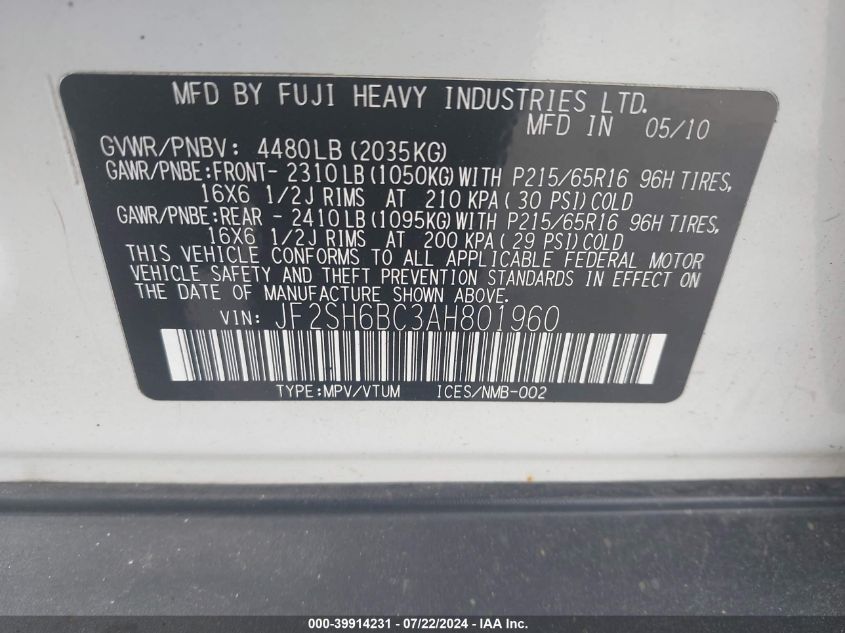 MFD BY FUJI HEAVY INDUSTRIES LTD.
MFD IN 05/10
GVWR/PNBV: 4480LB(2035KG)
GAWR/PNBE:FRONT- 2310LB(1050KG)WITH P215/65R16 96H TIRES,
16X6 1/2J RIMS AT 210 KPA( 30 PSI)COLD
GAWR/PNBE:REAR - 2410LB(1095KG)WITH P215/65R16 96H TIRES,
16X6 1/2J RIMS AT 200 KPA( 29 PSI)COLD
THIS VEHICLE CONFORMS TO ALL APPLICABLE FEDERAL MOTOR
VEHICLE SAFETY AND THEFT PREVENTION STANDARDS IN EFFECT ON
THE DATE OF MANUFACTURE SHOWN ABOVE.
VIN: JF2SH6BC3AH801960
TYPE:MPV/VTUM ICES/NMB-002
000-39914231 - 07/22/2024 - IAA Inc.